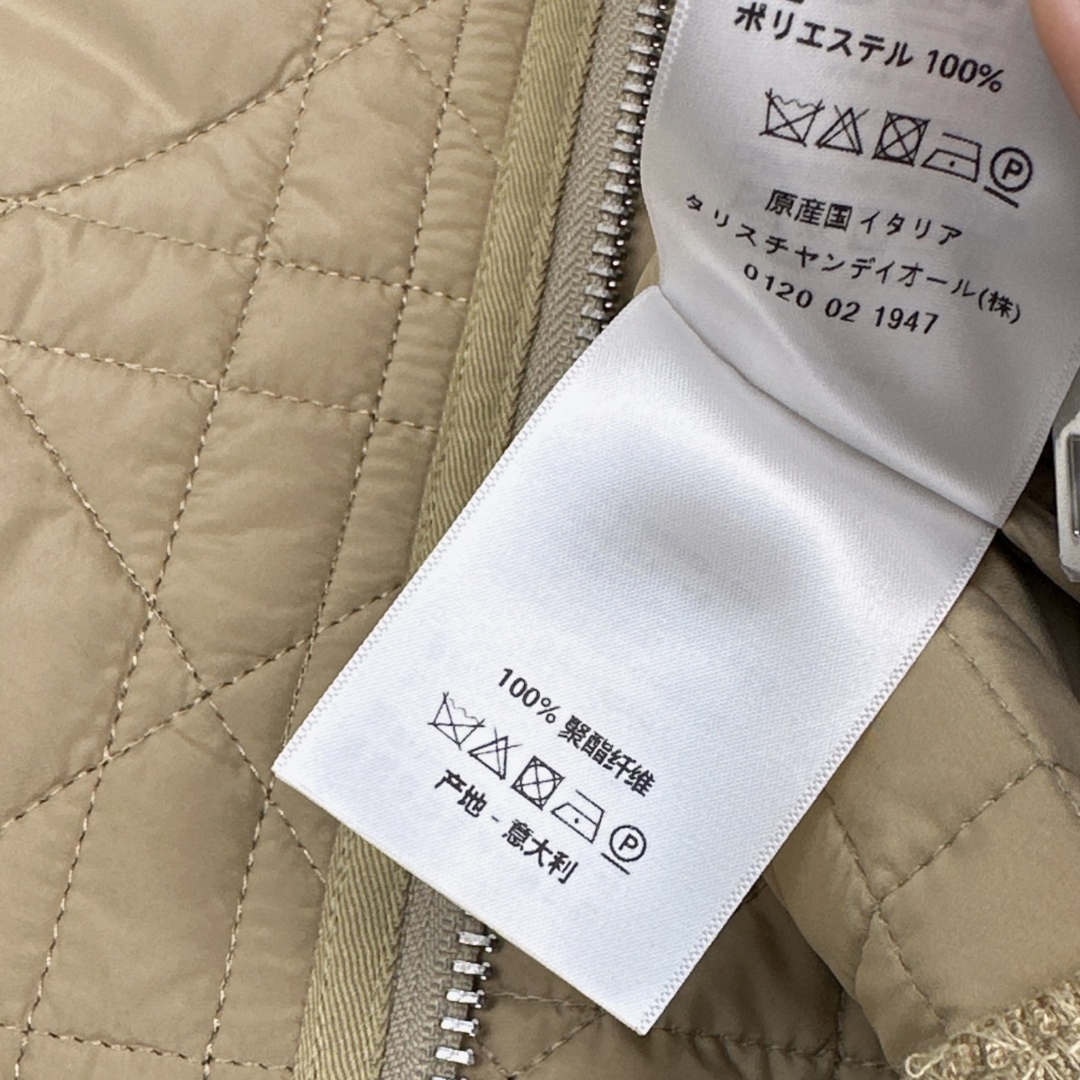 ポリエステル 100%
P
原産国 イタリア
タリスチャンディオール(株)
0120 02 1947
100% 聚酯纤维
P
产地 - 意大利